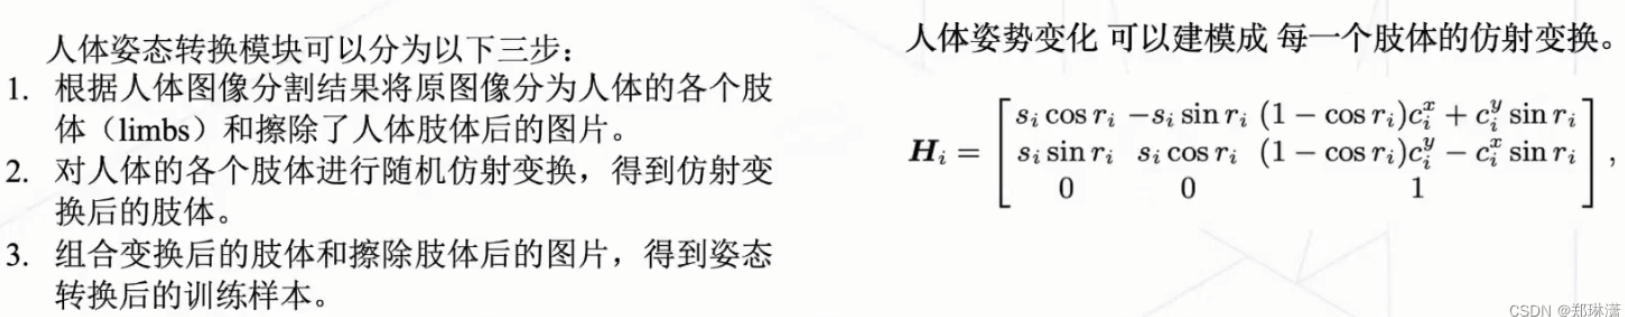 人体姿态转换模块可以分为以下三步：
1. 根据人体图像分割结果将原图像分为人体的各个肢
体（limbs）和擦除了人体肢体后的图片。
2. 对人体的各个肢体进行随机仿射变换，得到仿射变
换后的肢体。
3. 组合变换后的肢体和擦除肢体后的图片，得到姿态
转换后的训练样本。
人体姿势变化 可以建模成 每一个肢体的仿射变换。
s_i cos r_i −s_i sin r_i (1 − cos r_i)c_i^x + c_i^y sin r_i
H_i = [ s_i sin r_i s_i cos r_i (1 − cos r_i)c_i^y − c_i^x sin r_i ] ,
0 0 1
CSDN @郑琳潇